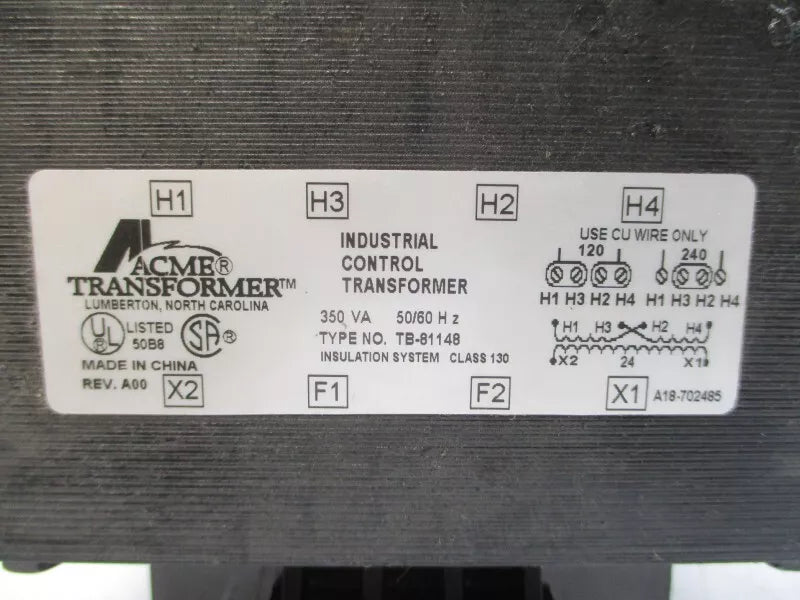 H1 H3 H2 H4
ACME®
TRANSFORMER™
LUMBERTON, NORTH CAROLINA
UL LISTED
50B8
SA®
MADE IN CHINA
REV. A00
INDUSTRIAL
CONTROL
TRANSFORMER
350 VA 50/60 Hz
TYPE NO. TB-81148
INSULATION SYSTEM CLASS 130
USE CU WIRE ONLY
120 240
H1 H3 H2 H4 H1 H3 H2 H4
H1 H3 H2 H4
X2 24 X1
X2 F1 F2 X1 A18-702485